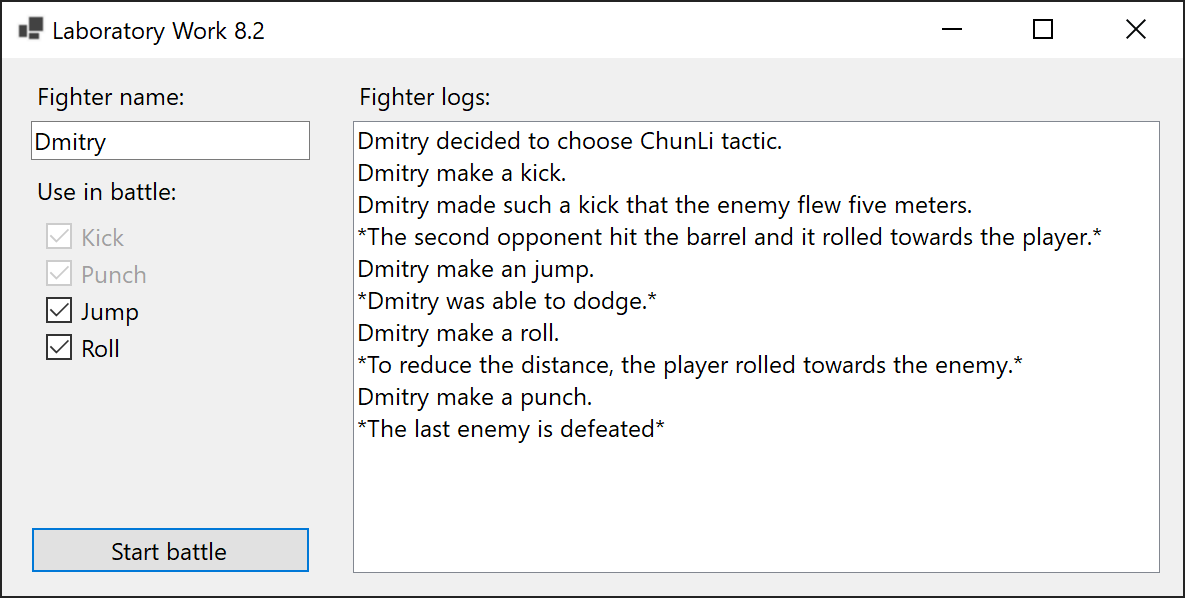 Laboratory Work 8.2
Fighter name:
Dmitry
Use in battle:
Kick
Punch
Jump
Roll
Start battle
Fighter logs:
Dmitry decided to choose ChunLi tactic.
Dmitry make a kick.
Dmitry made such a kick that the enemy flew five meters.
*The second opponent hit the barrel and it rolled towards the player.*
Dmitry make an jump.
*Dmitry was able to dodge.*
Dmitry make a roll.
*To reduce the distance, the player rolled towards the enemy.*
Dmitry make a punch.
*The last enemy is defeated*